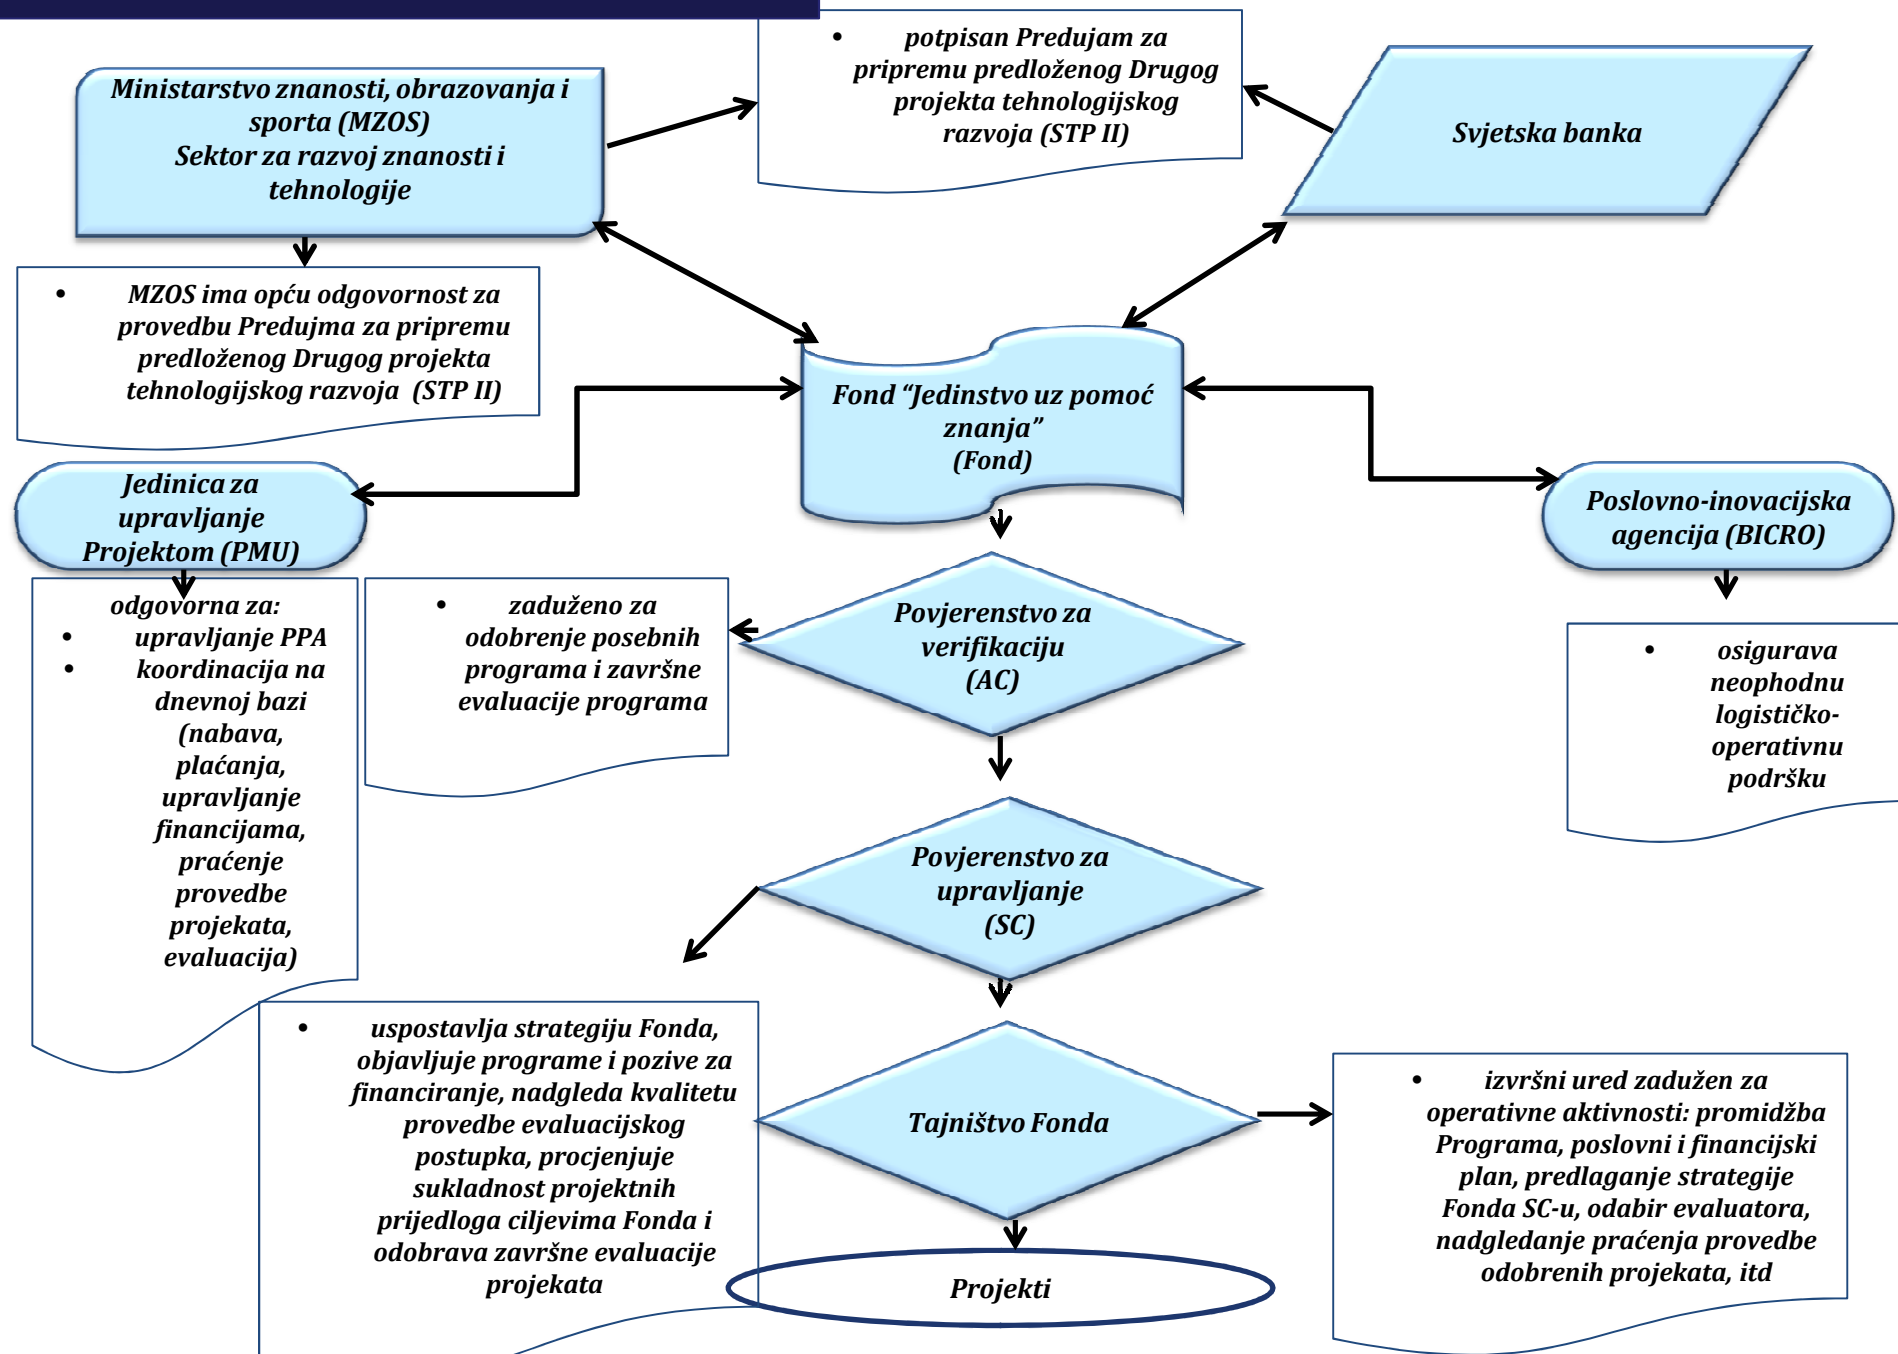 • potpisan Predujam za
pripremu predloženog Drugog
projekta tehnologijskog
razvoja (STP II)
Ministarstvo znanosti, obrazovanja i
sporta (MZOS)
Sektor za razvoj znanosti i
tehnologije
Svjetska banka
• MZOS ima opću odgovornost za
provedbu Predujma za pripremu
predloženog Drugog projekta
tehnologijskog razvoja (STP II)
Fond “Jedinstvo uz pomoć
znanja”
(Fond)
Jedinica za
upravljanje
Projektom (PMU)
Poslovno-inovacijska
agencija (BICRO)
odgovorna za:
• upravljanje PPA
• koordinacija na
dnevnoj bazi
(nabava,
plaćanja,
upravljanje
financijama,
praćenje
provedbe
projekata,
evaluacija)
• zaduženo za
odobrenje posebnih
programa i završne
evaluacije programa
Povjerenstvo za
verifikaciju
(AC)
• osigurava
neophodnu
logističko-
operativnu
podršku
Povjerenstvo za
upravljanje
(SC)
• uspostavlja strategiju Fonda,
objavljuje programe i pozive za
financiranje, nadgleda kvalitetu
provedbe evaluacijskog
postupka, procjenjuje
sukladnost projektnih
prijedloga ciljevima Fonda i
odobrava završne evaluacije
projekata
Tajništvo Fonda
• izvršni ured zadužen za
operativne aktivnosti: promidžba
Programa, poslovni i financijski
plan, predlaganje strategije
Fonda SC-u, odabir evaluatora,
nadgledanje praćenja provedbe
odobrenih projekata, itd
Projekti